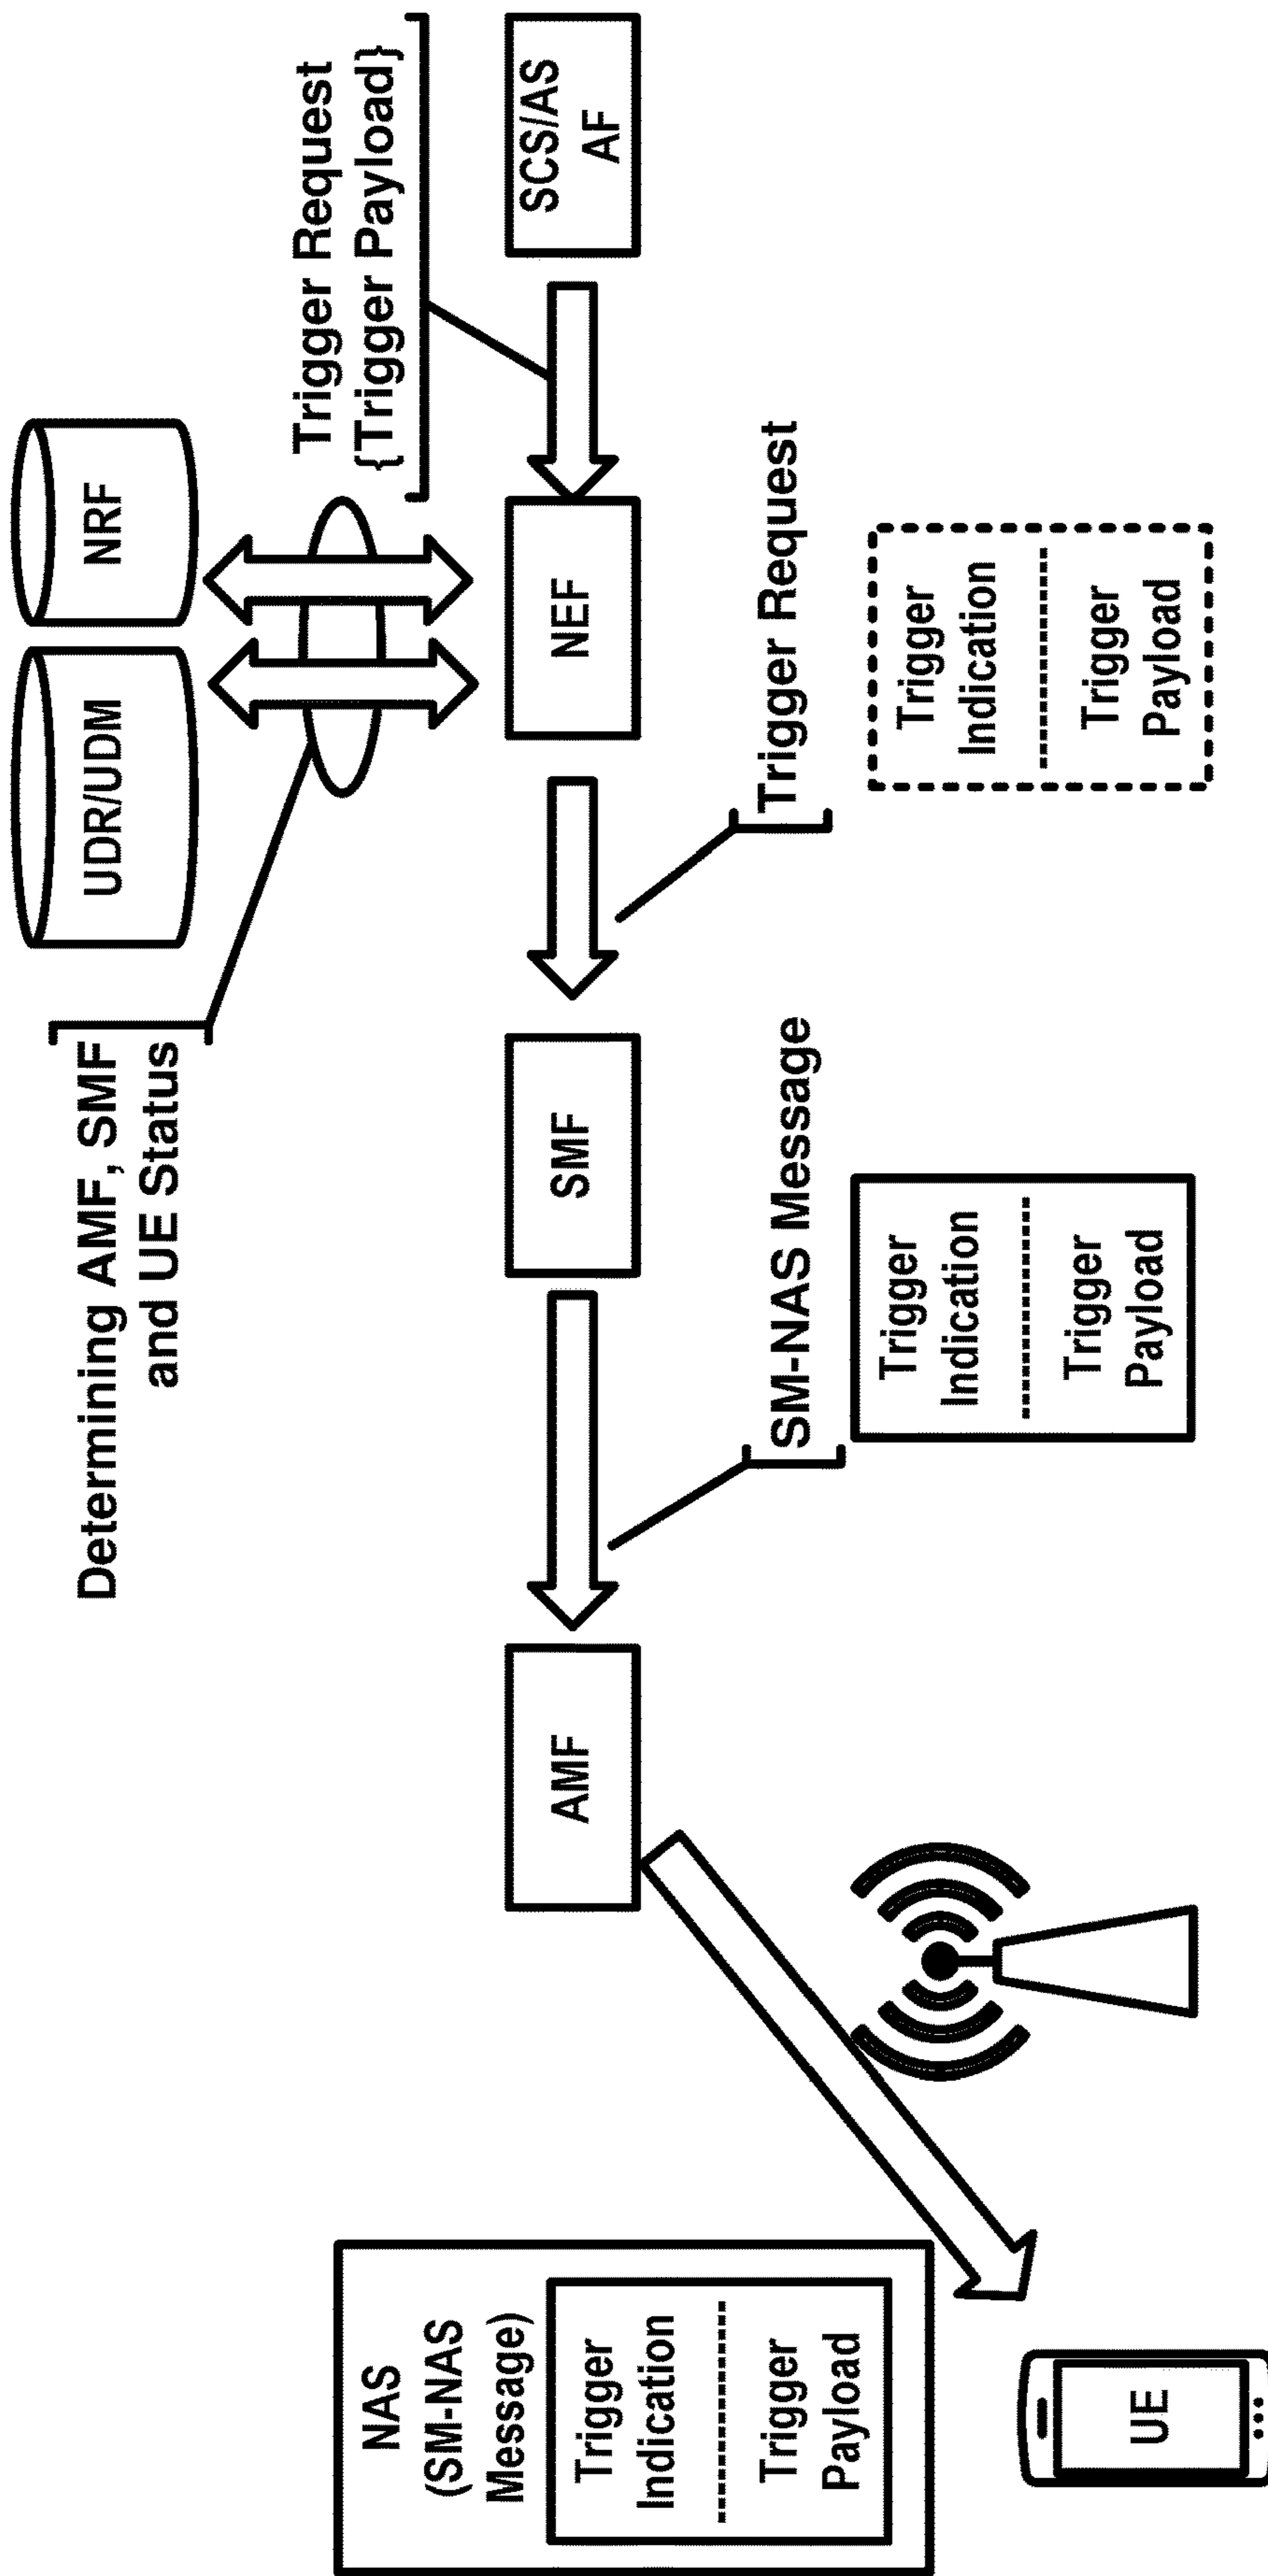 Determining AMF, SMF
and UE Status
UDR/UDM
NRF
Trigger Request
{Trigger Payload}
NAS
(SM-NAS
Message)
Trigger
Indication
Trigger
Payload
AMF
SMF
NEF
SCS/AS
AF
SM-NAS Message
Trigger
Indication
Trigger
Payload
Trigger Request
Trigger
Indication
Trigger
Payload
UE